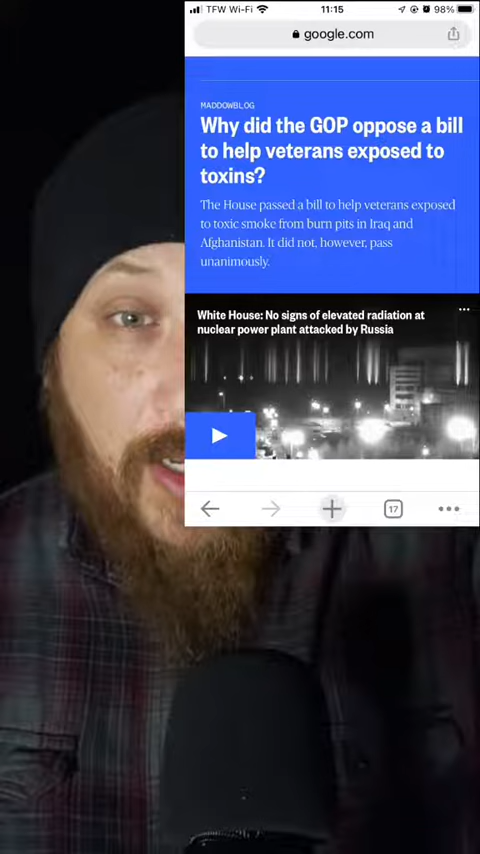 TFW Wi-Fi
11:15
98%
google.com
MADDOWBLOG
Why did the GOP oppose a bill
to help veterans exposed to
toxins?
The House passed a bill to help veterans exposed
to toxic smoke from burn pits in Iraq and
Afghanistan. It did not, however, pass
unanimously.
White House: No signs of elevated radiation at
nuclear power plant attacked by Russia
17